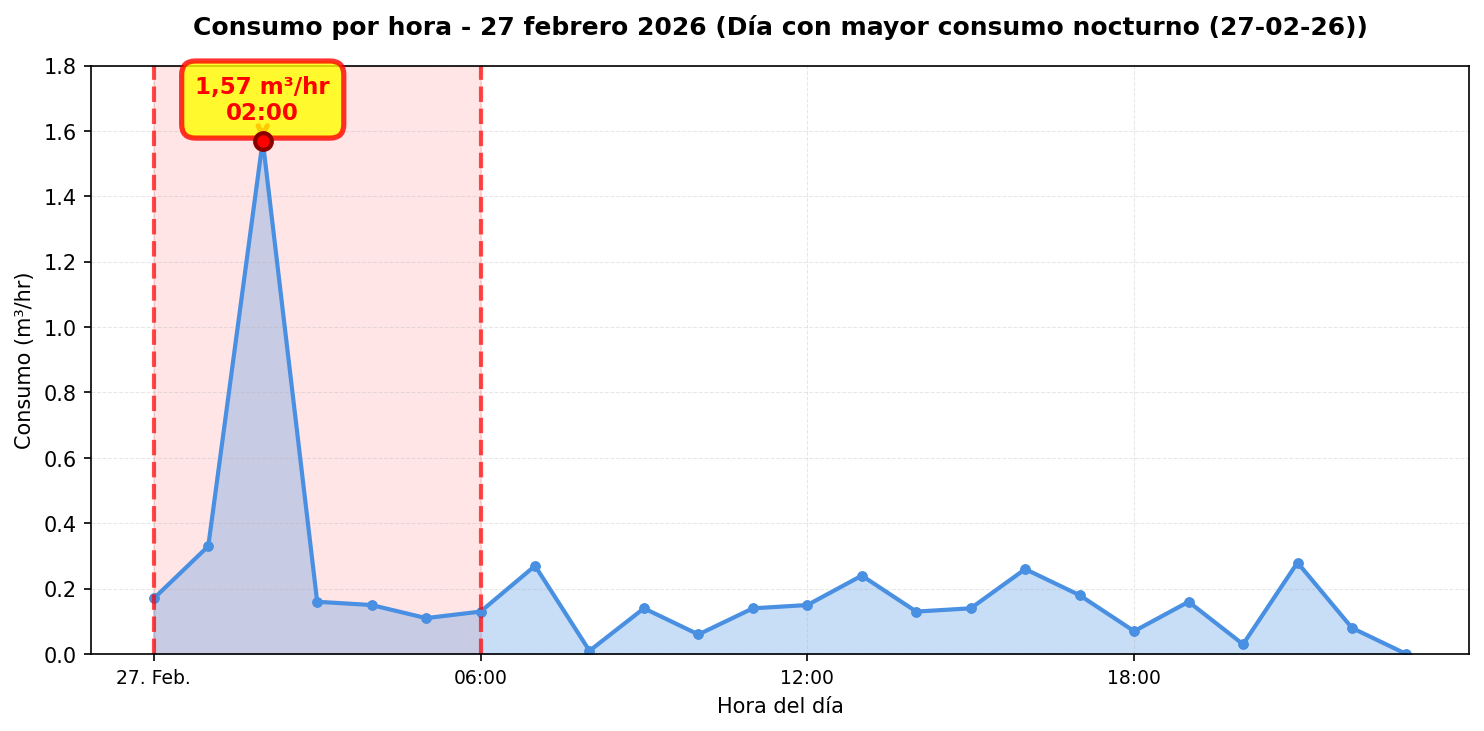 Consumo por hora - 27 febrero 2026 (Día con mayor consumo nocturno (27-02-26))
1,57 m³/hr
02:00
Consumo (m³/hr)
1.8
1.6
1.4
1.2
1.0
0.8
0.6
0.4
0.2
0.0
27. Feb.
06:00
12:00
18:00
Hora del día